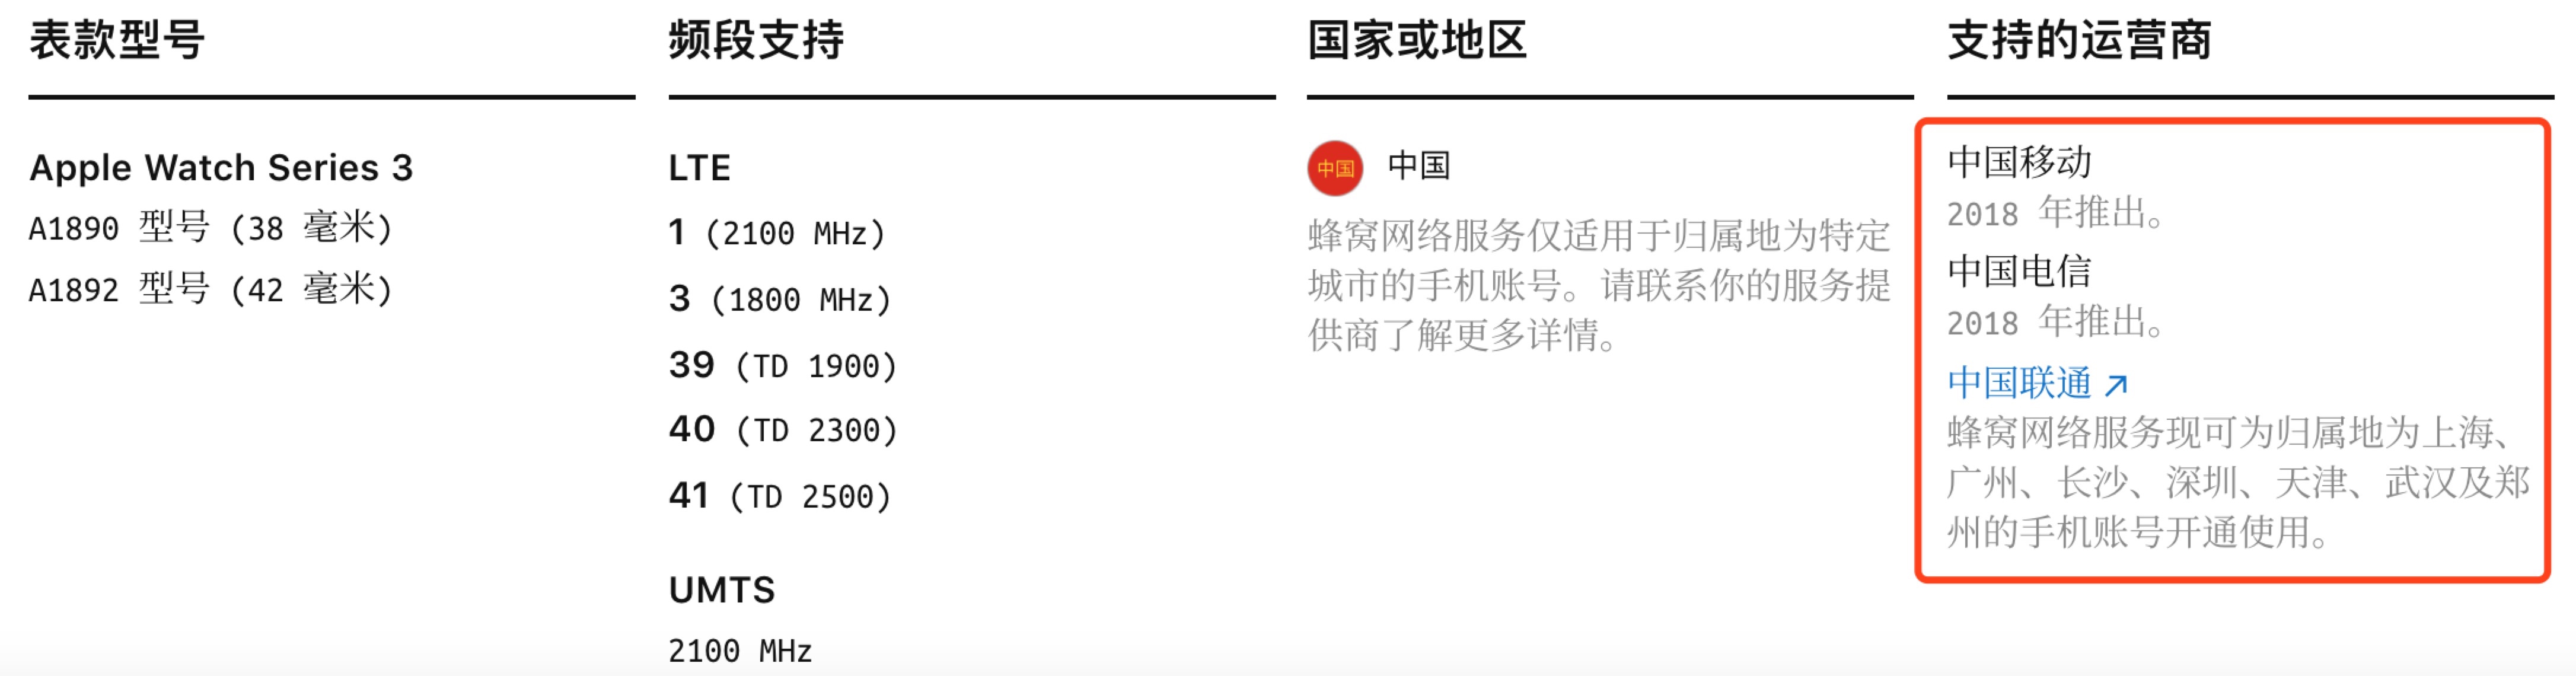 表款型号
Apple Watch Series 3
A1890 型号 (38 毫米)
A1892 型号 (42 毫米)
频段支持
LTE
1 (2100 MHz)
3 (1800 MHz)
39 (TD 1900)
40 (TD 2300)
41 (TD 2500)
UMTS
2100 MHz
国家或地区
中国 中国
蜂窝网络服务仅适用于归属地为特定
城市的手机账号。请联系你的服务提
供商了解更多详情。
支持的运营商
中国移动
2018 年推出。
中国电信
2018 年推出。
中国联通 ↗
蜂窝网络服务现可为归属地为上海、
广州、长沙、深圳、天津、武汉及郑
州的手机账号开通使用。